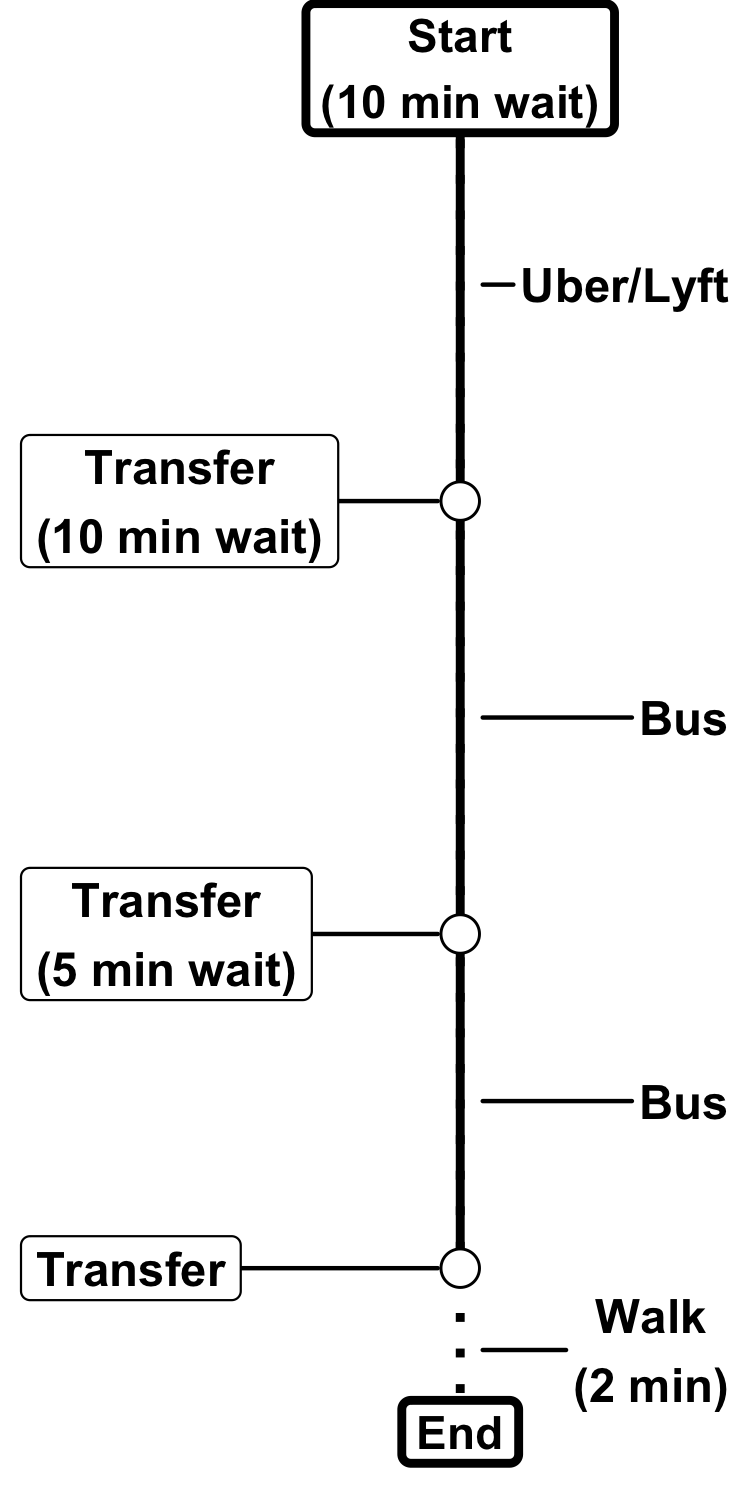 Start
(10 min wait)
Uber/Lyft
Transfer
(10 min wait)
Bus
Transfer
(5 min wait)
Bus
Transfer
Walk
(2 min)
End